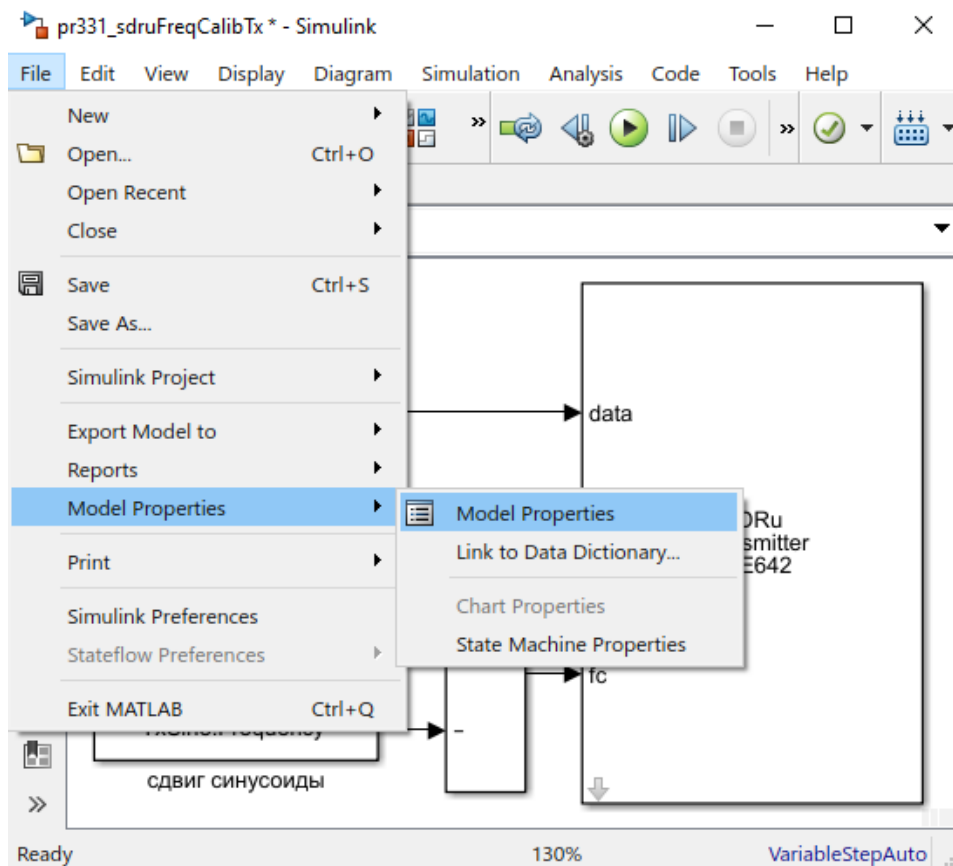 pr331_sdruFreqCalibTx * - Simulink
File Edit View Display Diagram Simulation Analysis Code Tools Help
New
Open... Ctrl+O
Open Recent
Close
Save Ctrl+S
Save As...
Simulink Project
Export Model to
Reports
Model Properties
Print
Simulink Preferences
Stateflow Preferences
Exit MATLAB Ctrl+Q
Model Properties
Link to Data Dictionary...
Chart Properties
State Machine Properties
data
DRu
smitter
E642
fc
TxSine.Frequency
-
сдвиг синусоиды
Ready 130% VariableStepAuto